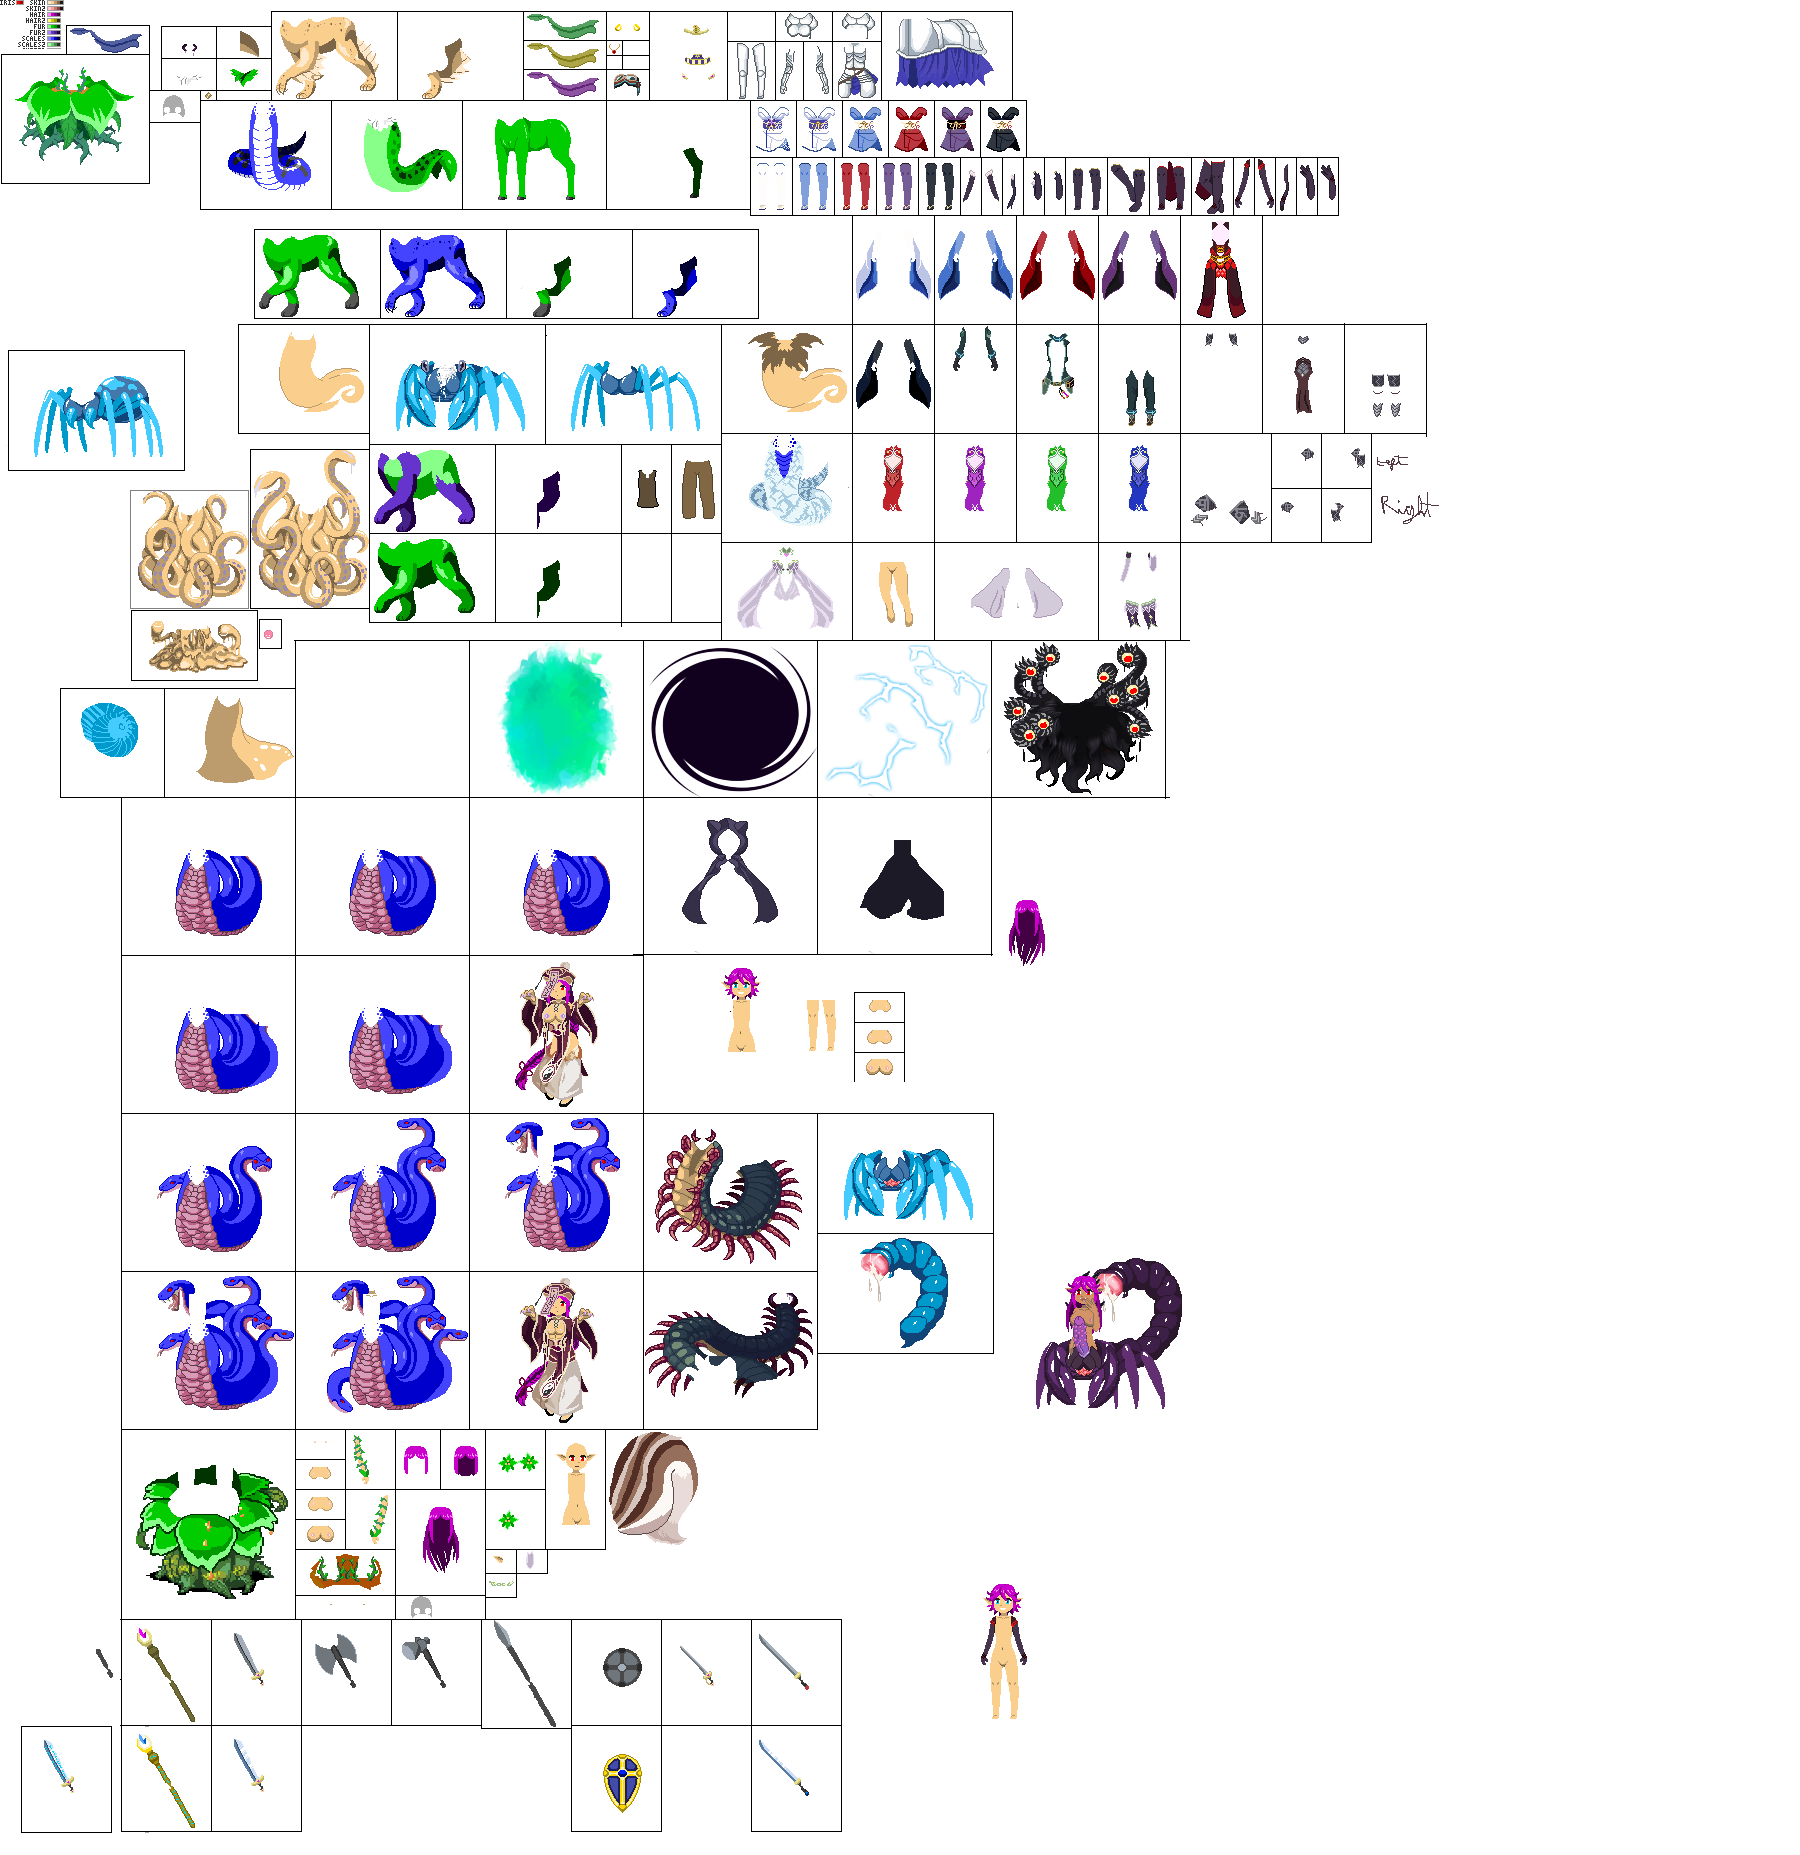 IRIS SKIN
SKIN2
HAIR
HAIR2
FUR
FUR2
SCALES
SCALES2
Left
Right